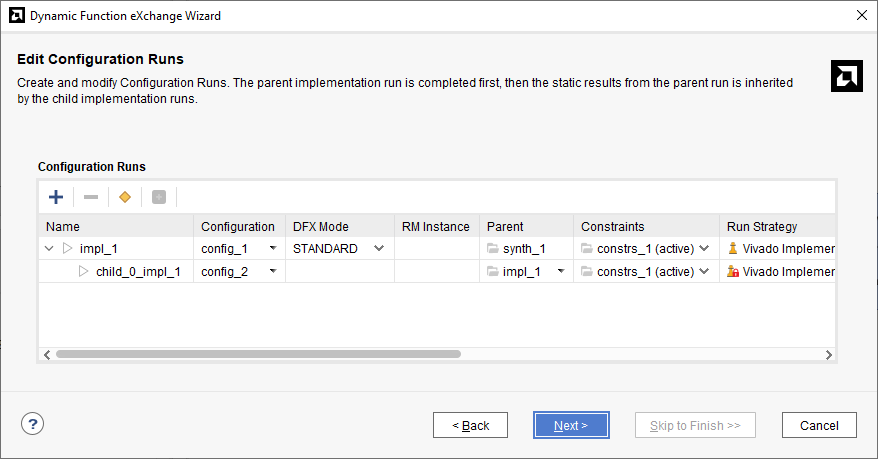 Dynamic Function eXchange Wizard
Edit Configuration Runs
Create and modify Configuration Runs. The parent implementation run is completed first, then the static results from the parent run is inherited
by the child implementation runs.
Configuration Runs
Name Configuration DFX Mode RM Instance Parent Constraints Run Strategy
impl_1 config_1 STANDARD synth_1 constrs_1 (active) Vivado Implemen
child_0_impl_1 config_2 impl_1 constrs_1 (active) Vivado Implemen
? < Back Next > Skip to Finish >> Cancel